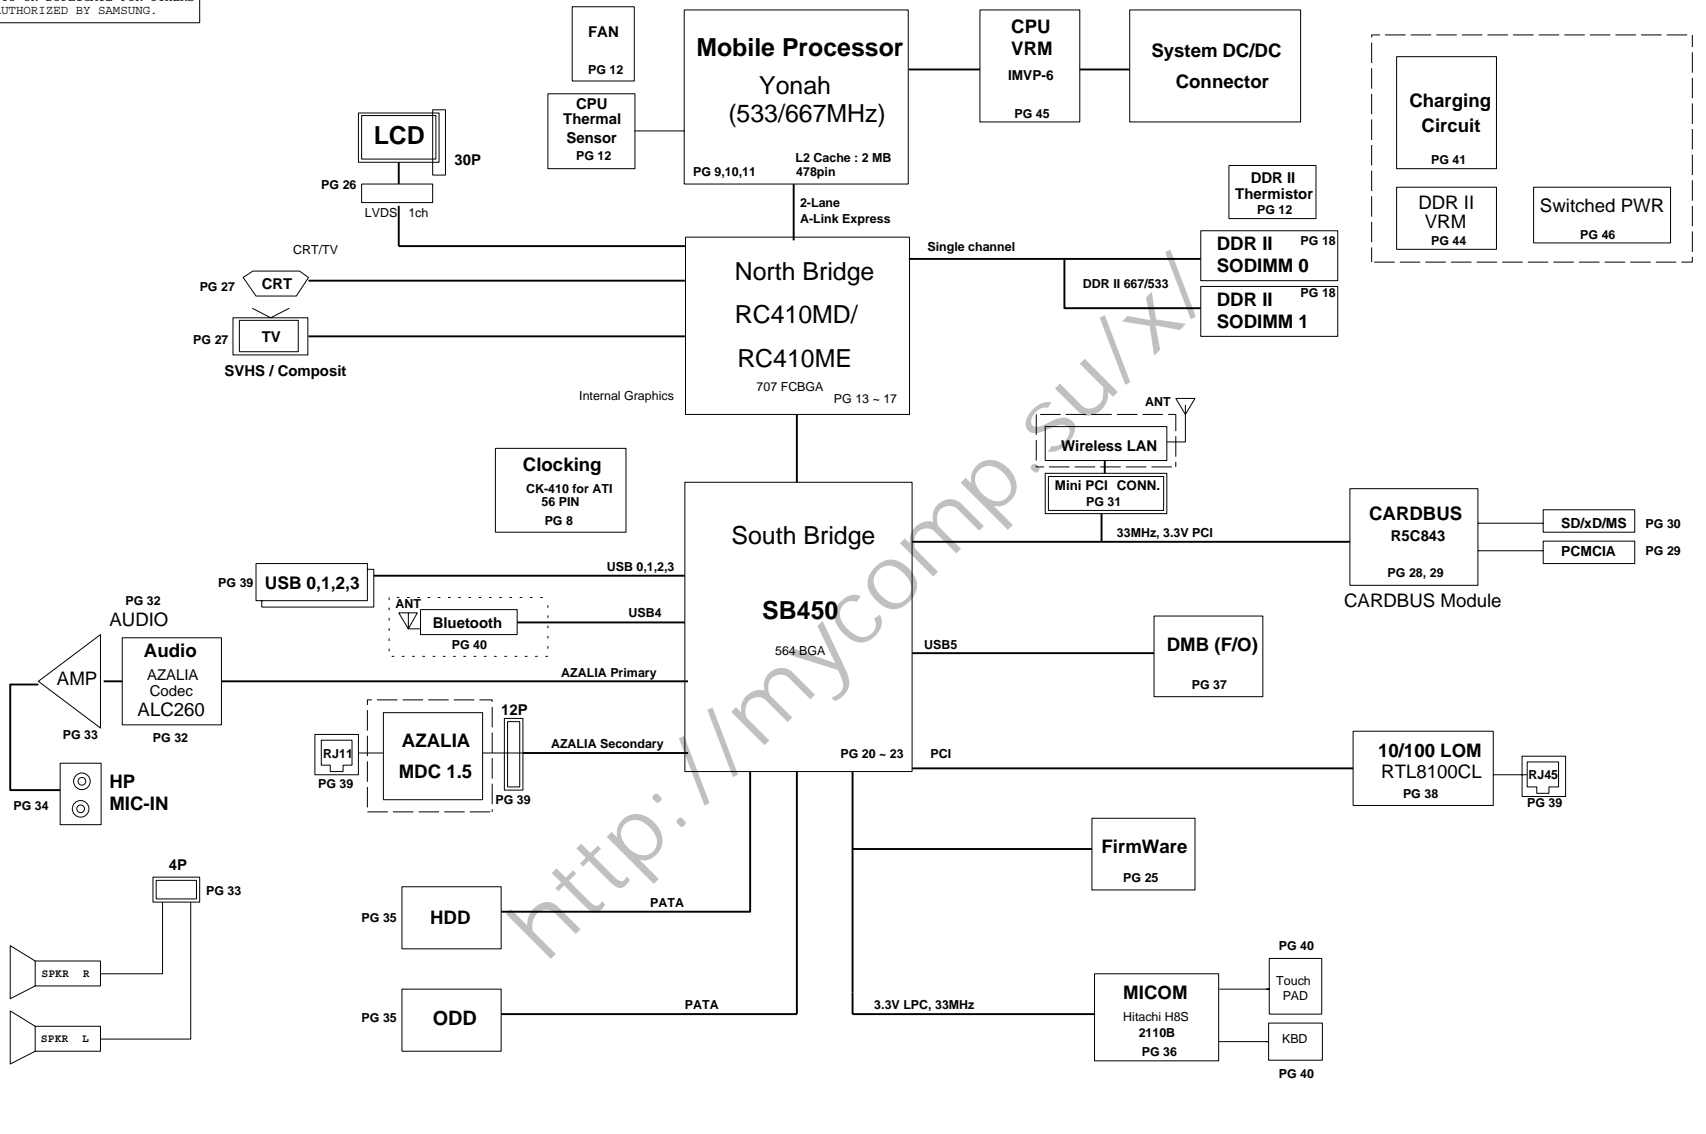 AUTHORIZED BY SAMSUNG.
FAN
PG 12
CPU
Thermal
Sensor
PG 12
Mobile Processor
Yonah
(533/667MHz)
L2 Cache : 2 MB
478pin
PG 9,10,11
CPU
VRM
IMVP-6
PG 45
System DC/DC
Connector
Charging
Circuit
PG 41
DDR II
VRM
PG 44
Switched PWR
PG 46
LCD
30P
PG 26
LVDS 1ch
2-Lane
A-Link Express
DDR II
Thermistor
PG 12
CRT/TV
PG 27
CRT
PG 27
TV
SVHS / Composit
North Bridge
RC410MD/
RC410ME
707 FCBGA
PG 13 ~ 17
Internal Graphics
Single channel
DDR II 667/533
DDR II
SODIMM 0
PG 18
DDR II
SODIMM 1
PG 18
Clocking
CK-410 for ATI
56 PIN
PG 8
ANT
Wireless LAN
Mini PCI CONN.
PG 31
33MHz, 3.3V PCI
CARDBUS
R5C843
PG 28, 29
CARDBUS Module
SD/xD/MS
PG 30
PCMCIA
PG 29
South Bridge
SB450
564 BGA
PG 20 ~ 23
PG 39
USB 0,1,2,3
USB 0,1,2,3
ANT
Bluetooth
PG 40
USB4
USB5
DMB (F/O)
PG 37
PG 32
AUDIO
AMP
PG 33
Audio
AZALIA
Codec
ALC260
PG 32
AZALIA Primary
RJ11
PG 39
AZALIA
MDC 1.5
12P
PG 39
AZALIA Secondary
PCI
10/100 LOM
RTL8100CL
PG 38
RJ45
PG 39
PG 34
HP
MIC-IN
FirmWare
PG 25
4P
PG 33
SPKR R
SPKR L
PG 35
HDD
PATA
PG 35
ODD
PATA
3.3V LPC, 33MHz
MICOM
Hitachi H8S
2110B
PG 36
PG 40
Touch
PAD
KBD
PG 40
http://mycomp.su/x/